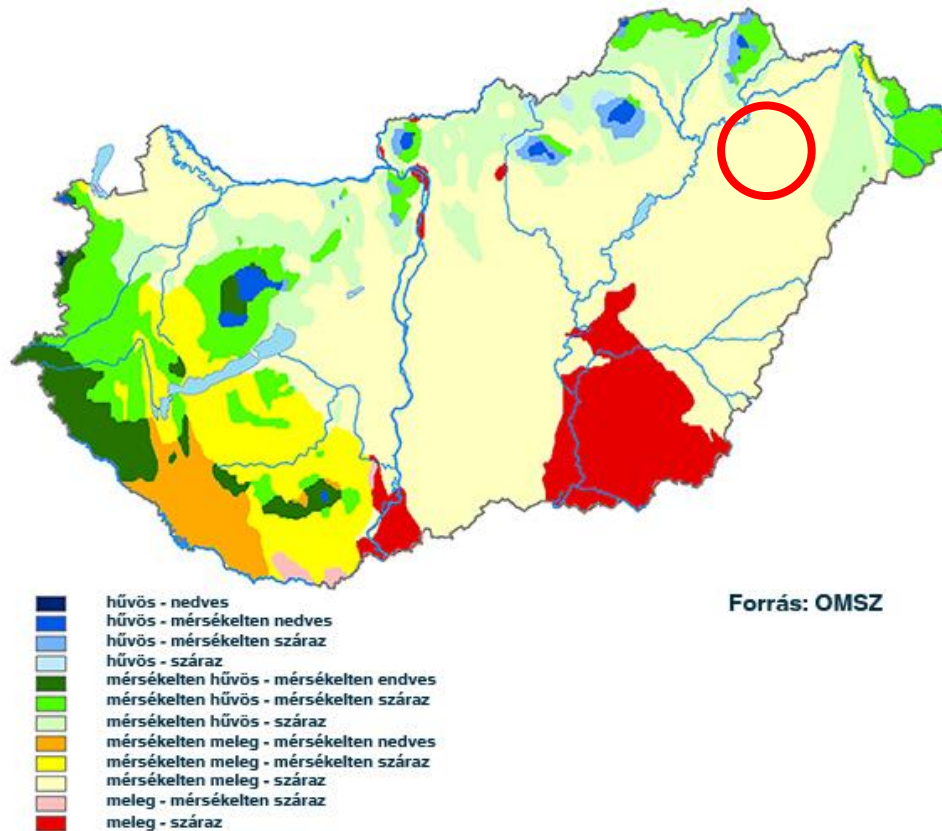 Forrás: OMSZ
hűvös - nedves
hűvös - mérsékelten nedves
hűvös - mérsékelten száraz
hűvös - száraz
mérsékelten hűvös - mérsékelten endves
mérsékelten hűvös - mérsékelten száraz
mérsékelten hűvös - száraz
mérsékelten meleg - mérsékelten nedves
mérsékelten meleg - mérsékelten száraz
mérsékelten meleg - száraz
meleg - mérsékelten száraz
meleg - száraz